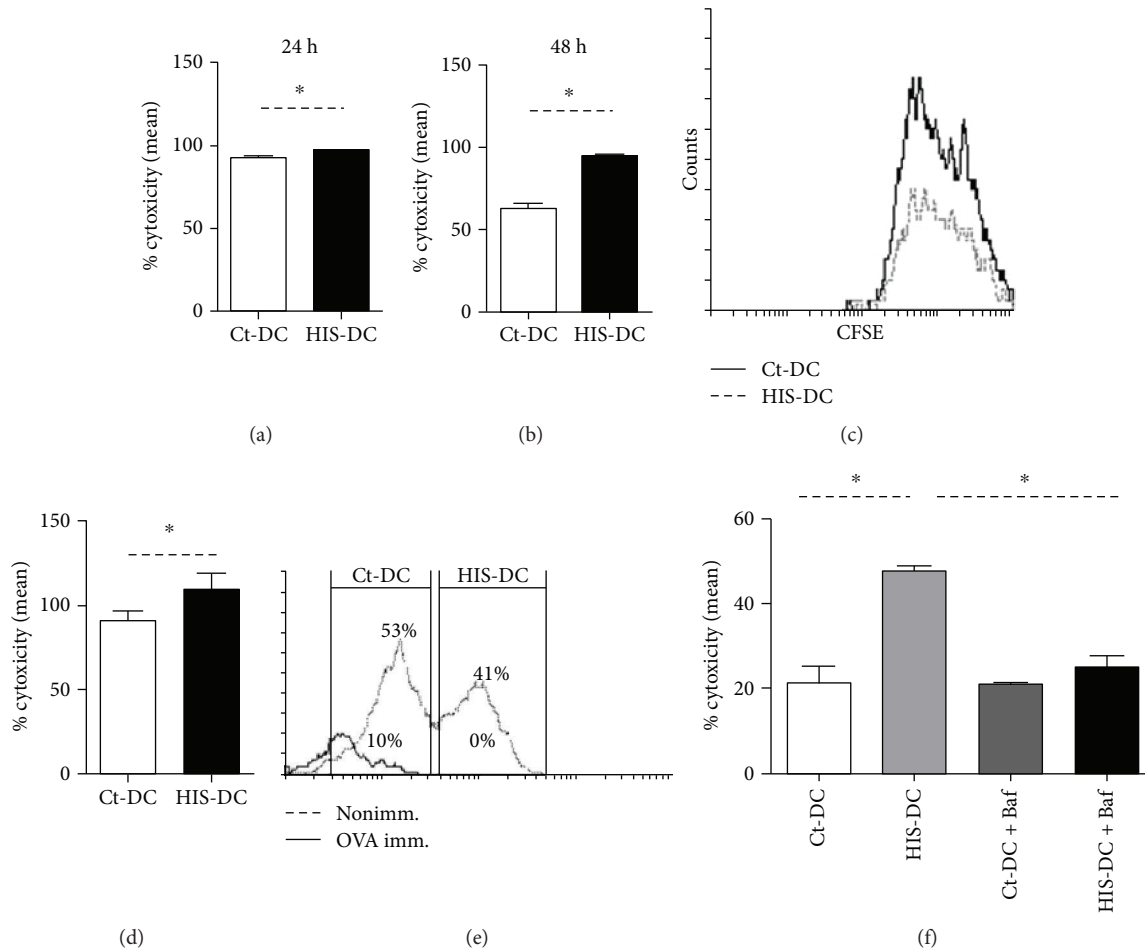 24 h
150
100
50
0
% cytoxicity (mean)
*
Ct-DC HIS-DC
(a)
48 h
150
100
50
0
% cytoxicity (mean)
*
Ct-DC HIS-DC
(b)
Counts
CFSE
Ct-DC
HIS-DC
(c)
150
100
50
0
% cytoxicity (mean)
*
Ct-DC HIS-DC
(d)
Ct-DC HIS-DC
53%
41%
10% 0%
Nonimm.
OVA imm.
(e)
60
40
20
0
% cytoxicity (mean)
* *
Ct-DC
HIS-DC
Ct-DC + Baf
HIS-DC + Baf
(f)